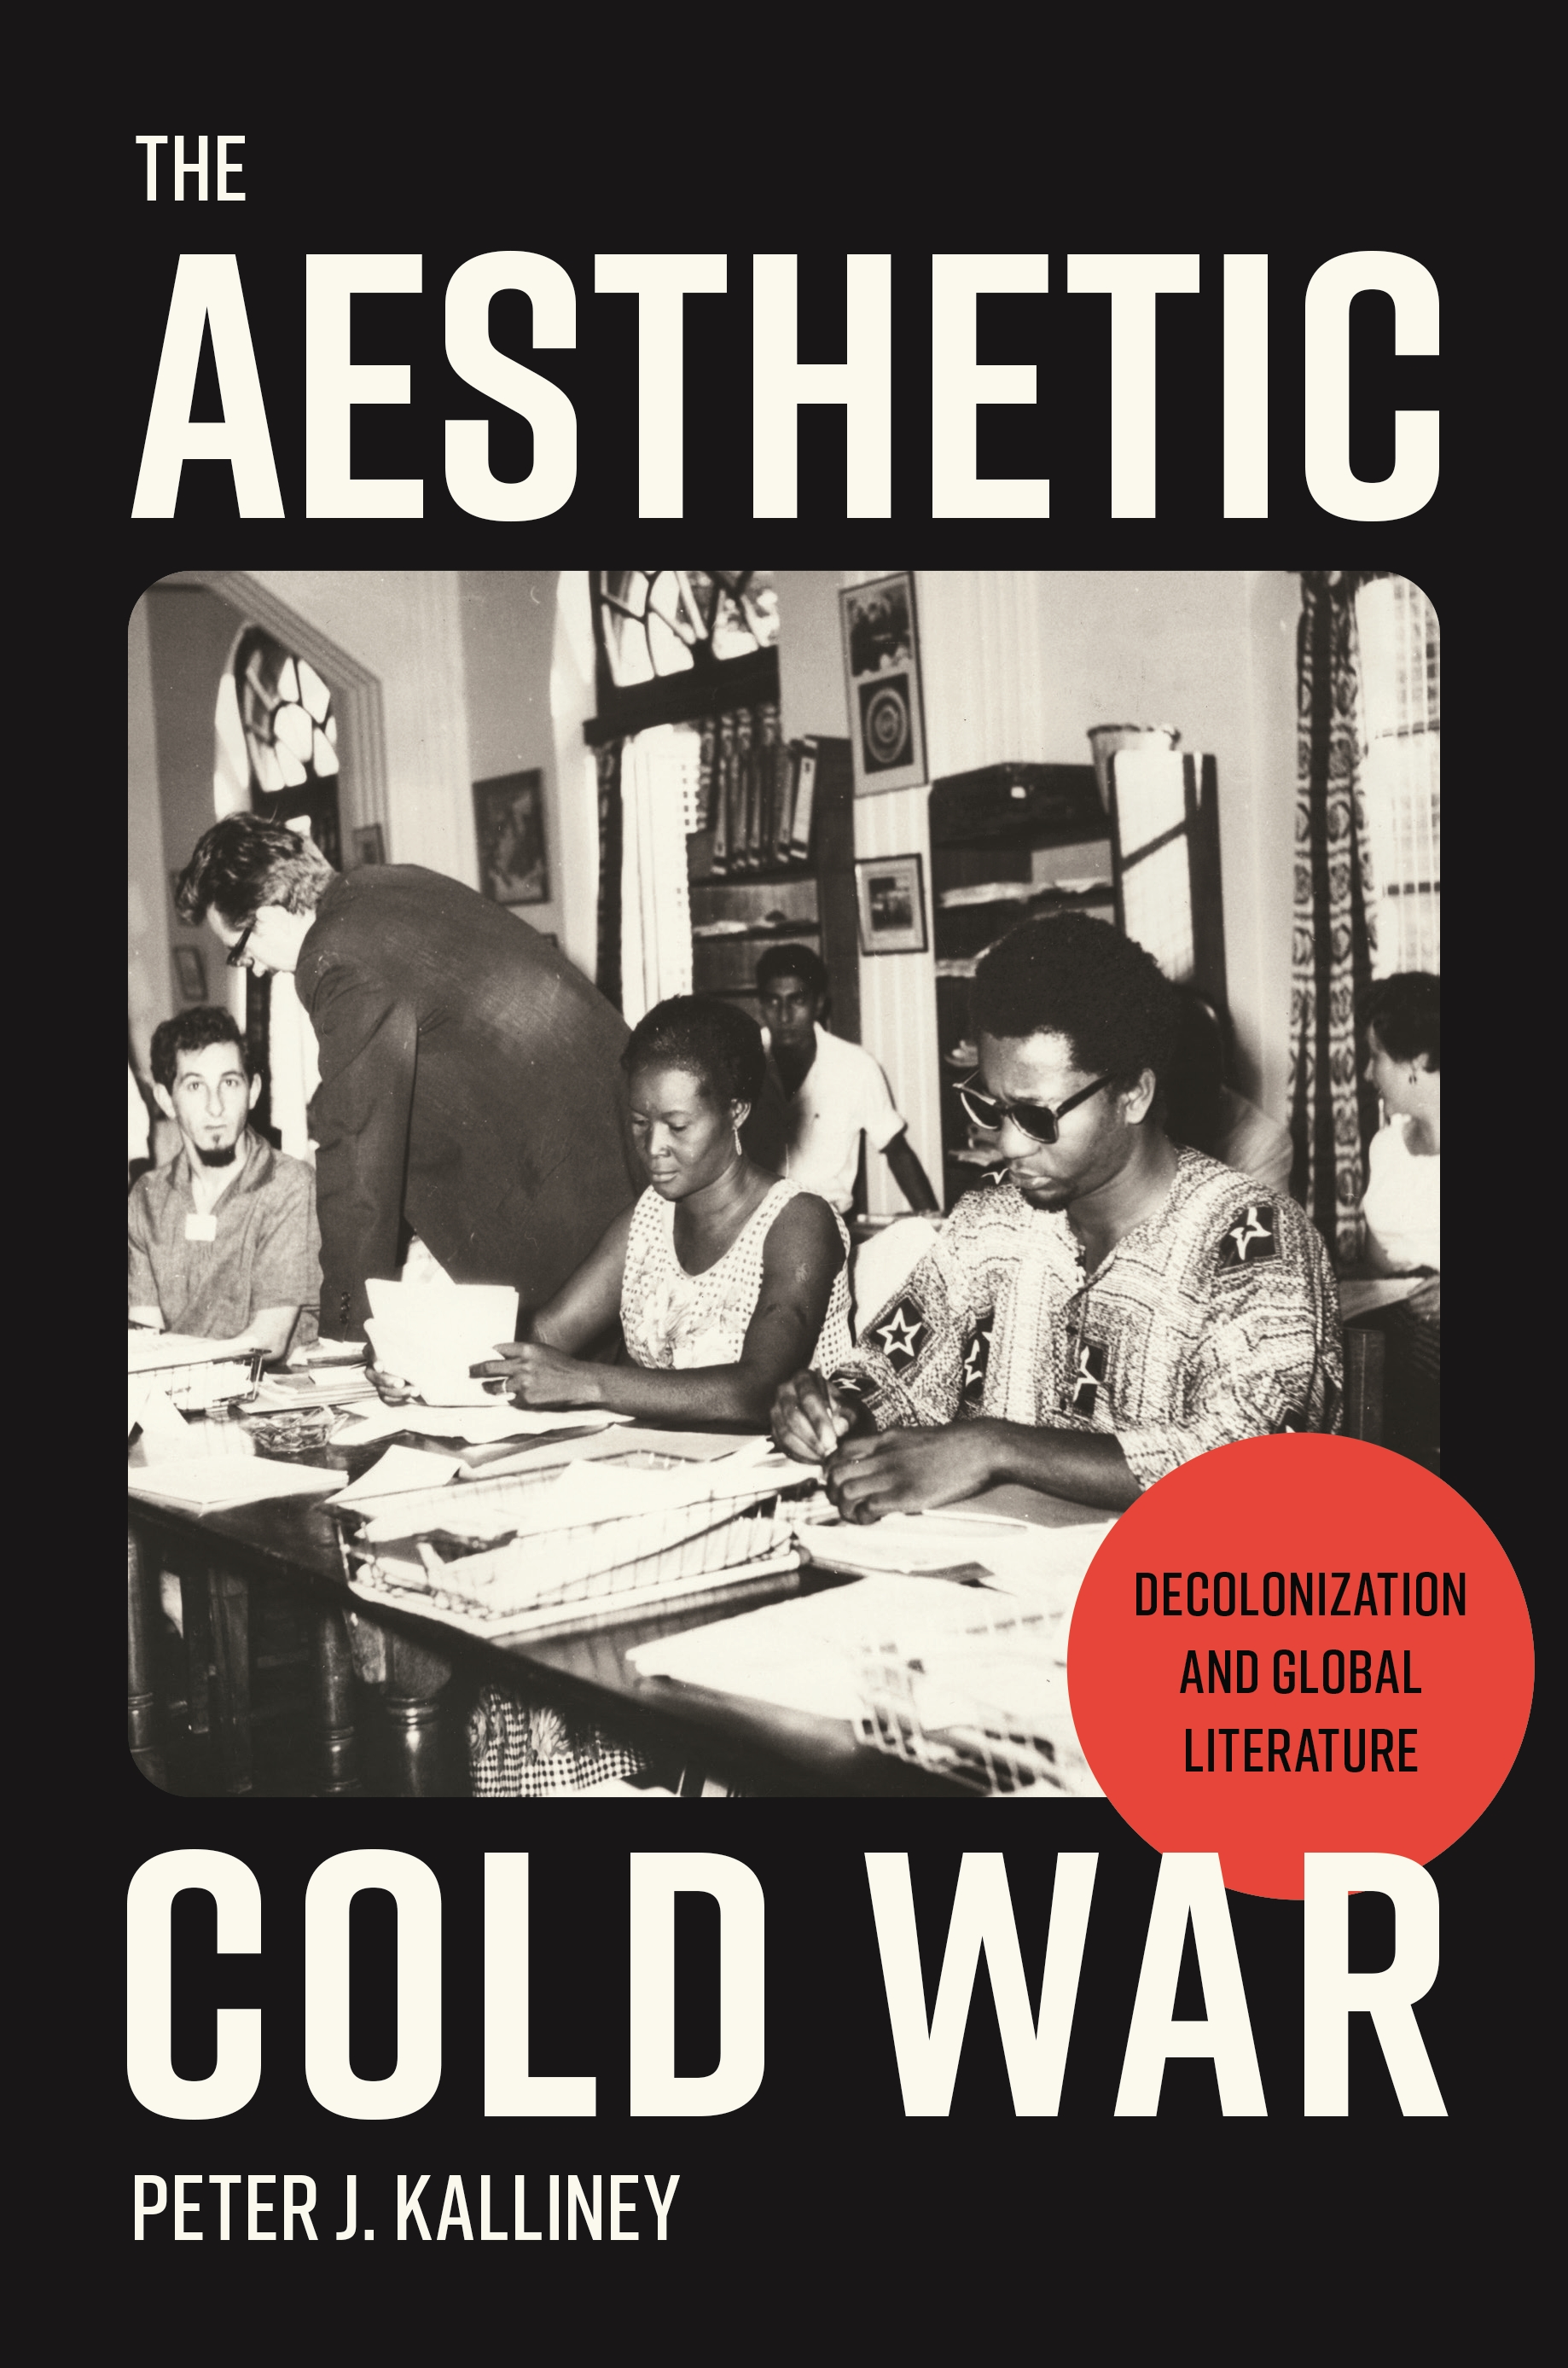 THE
AESTHETIC
DECOLONIZATION
AND GLOBAL
LITERATURE
COLD WAR
PETER J. KALLINEY